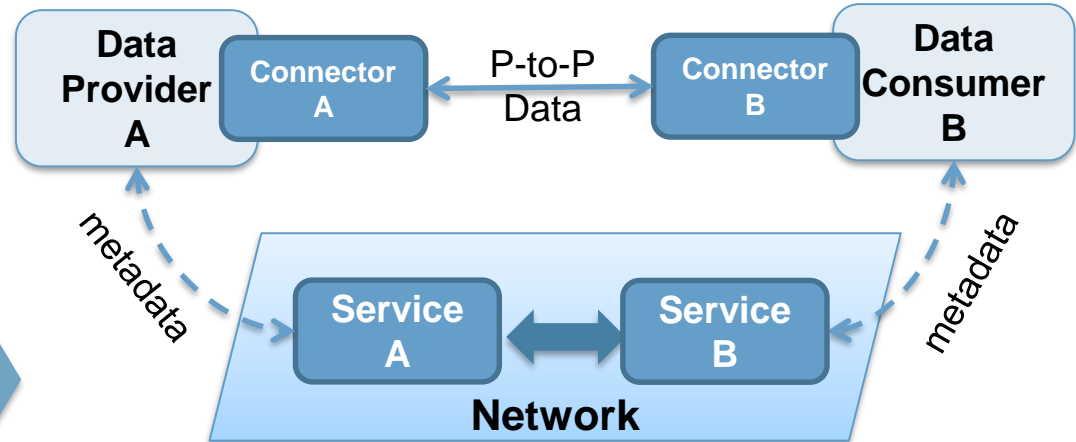 Data
Provider
A
Connector
A
P-to-P
Data
Connector
B
Data
Consumer
B
metadata
metadata
Service
A
Service
B
Network